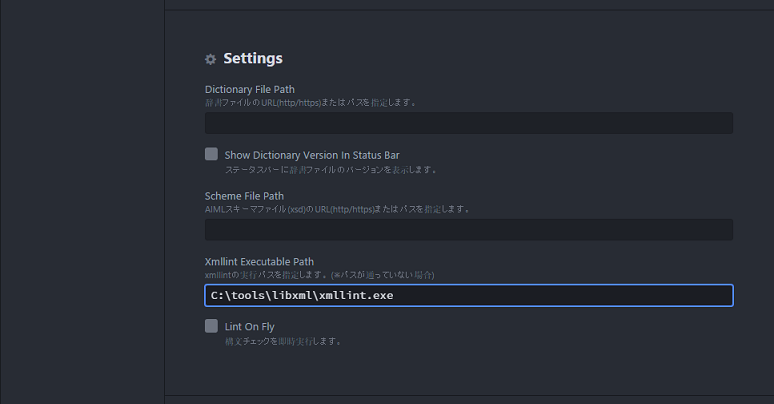 Settings
Dictionary File Path
辞書ファイルのURL(http/https)またはパスを指定します。
Show Dictionary Version In Status Bar
ステータスバーに辞書ファイルのバージョンを表示します。
Scheme File Path
AIMLスキーマファイル(xsd)のURL(http/https)またはパスを指定します。
Xmllint Executable Path
xmllintの実行パスを指定します。(※パスが通っていない場合)
C:\tools\libxml\xmllint.exe
Lint On Fly
構文チェックを即時実行します。